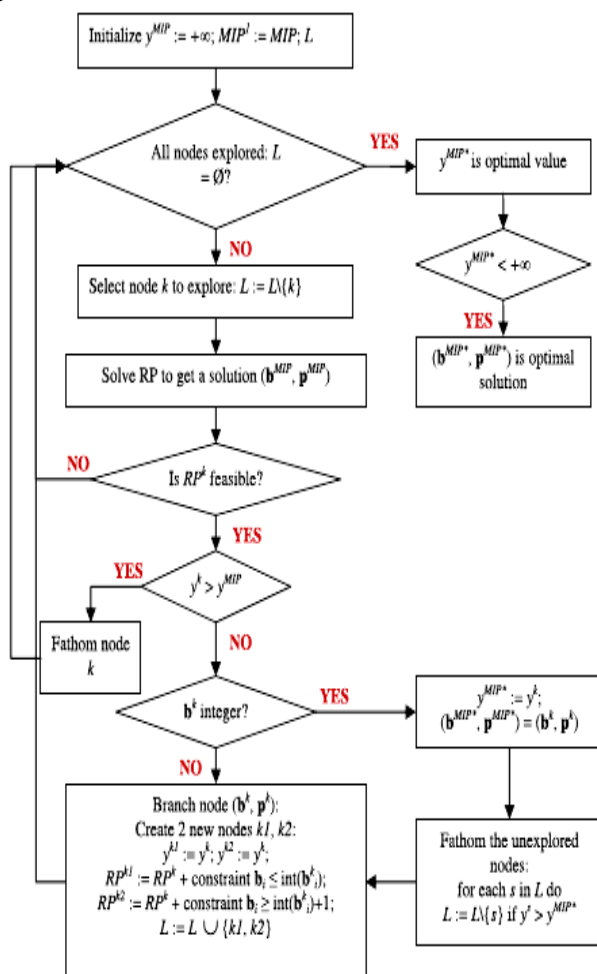 Initialize y^MIP := +∞; MIP^l := MIP; L
All nodes explored: L
= Ø?
YES
y^MIP* is optimal value
NO
y^MIP* < +∞
Select node k to explore: L := L\{k}
YES
(b^MIP*, p^MIP*) is optimal
solution
Solve RP to get a solution (b^MIP, p^MIP)
NO
Is RP^k feasible?
YES
YES
y^k > y^MIP
Fathom node
k
NO
b^k integer?
YES
y^MIP* := y^k;
(b^MIP*, p^MIP*) = (b^k, p^k)
NO
Branch node (b^k, p^k):
Create 2 new nodes k1, k2:
y^k1 := y^k; y^k2 := y^k;
RP^k1 := RP^k + constraint b_i ≤ int(b^k_i);
RP^k2 := RP^k + constraint b_i ≥ int(b^k_i)+1;
L := L ∪ {k1, k2}
Fathom the unexplored
nodes:
for each s in L do
L := L\{s} if y^s > y^MIP*